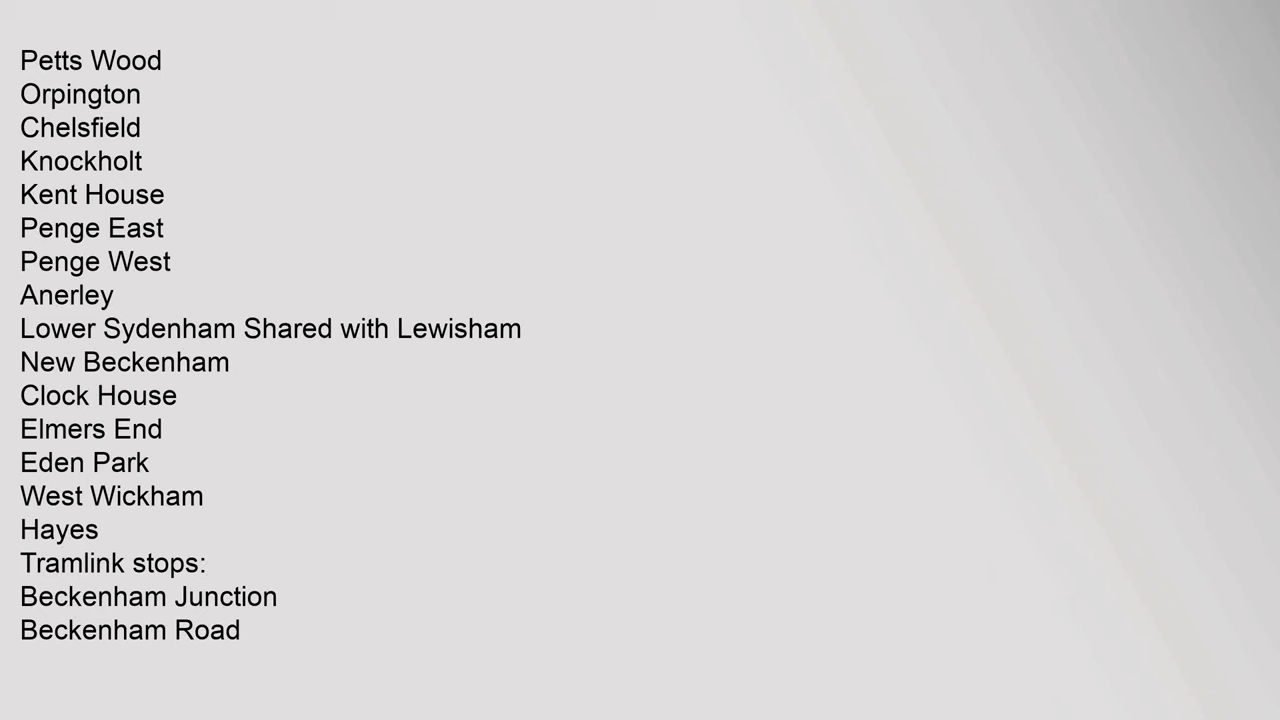 Petts Wood
Orpington
Chelsfield
Knockholt
Kent House
Penge East
Penge West
Anerley
Lower Sydenham Shared with Lewisham
New Beckenham
Clock House
Elmers End
Eden Park
West Wickham
Hayes
Tramlink stops:
Beckenham Junction
Beckenham Road